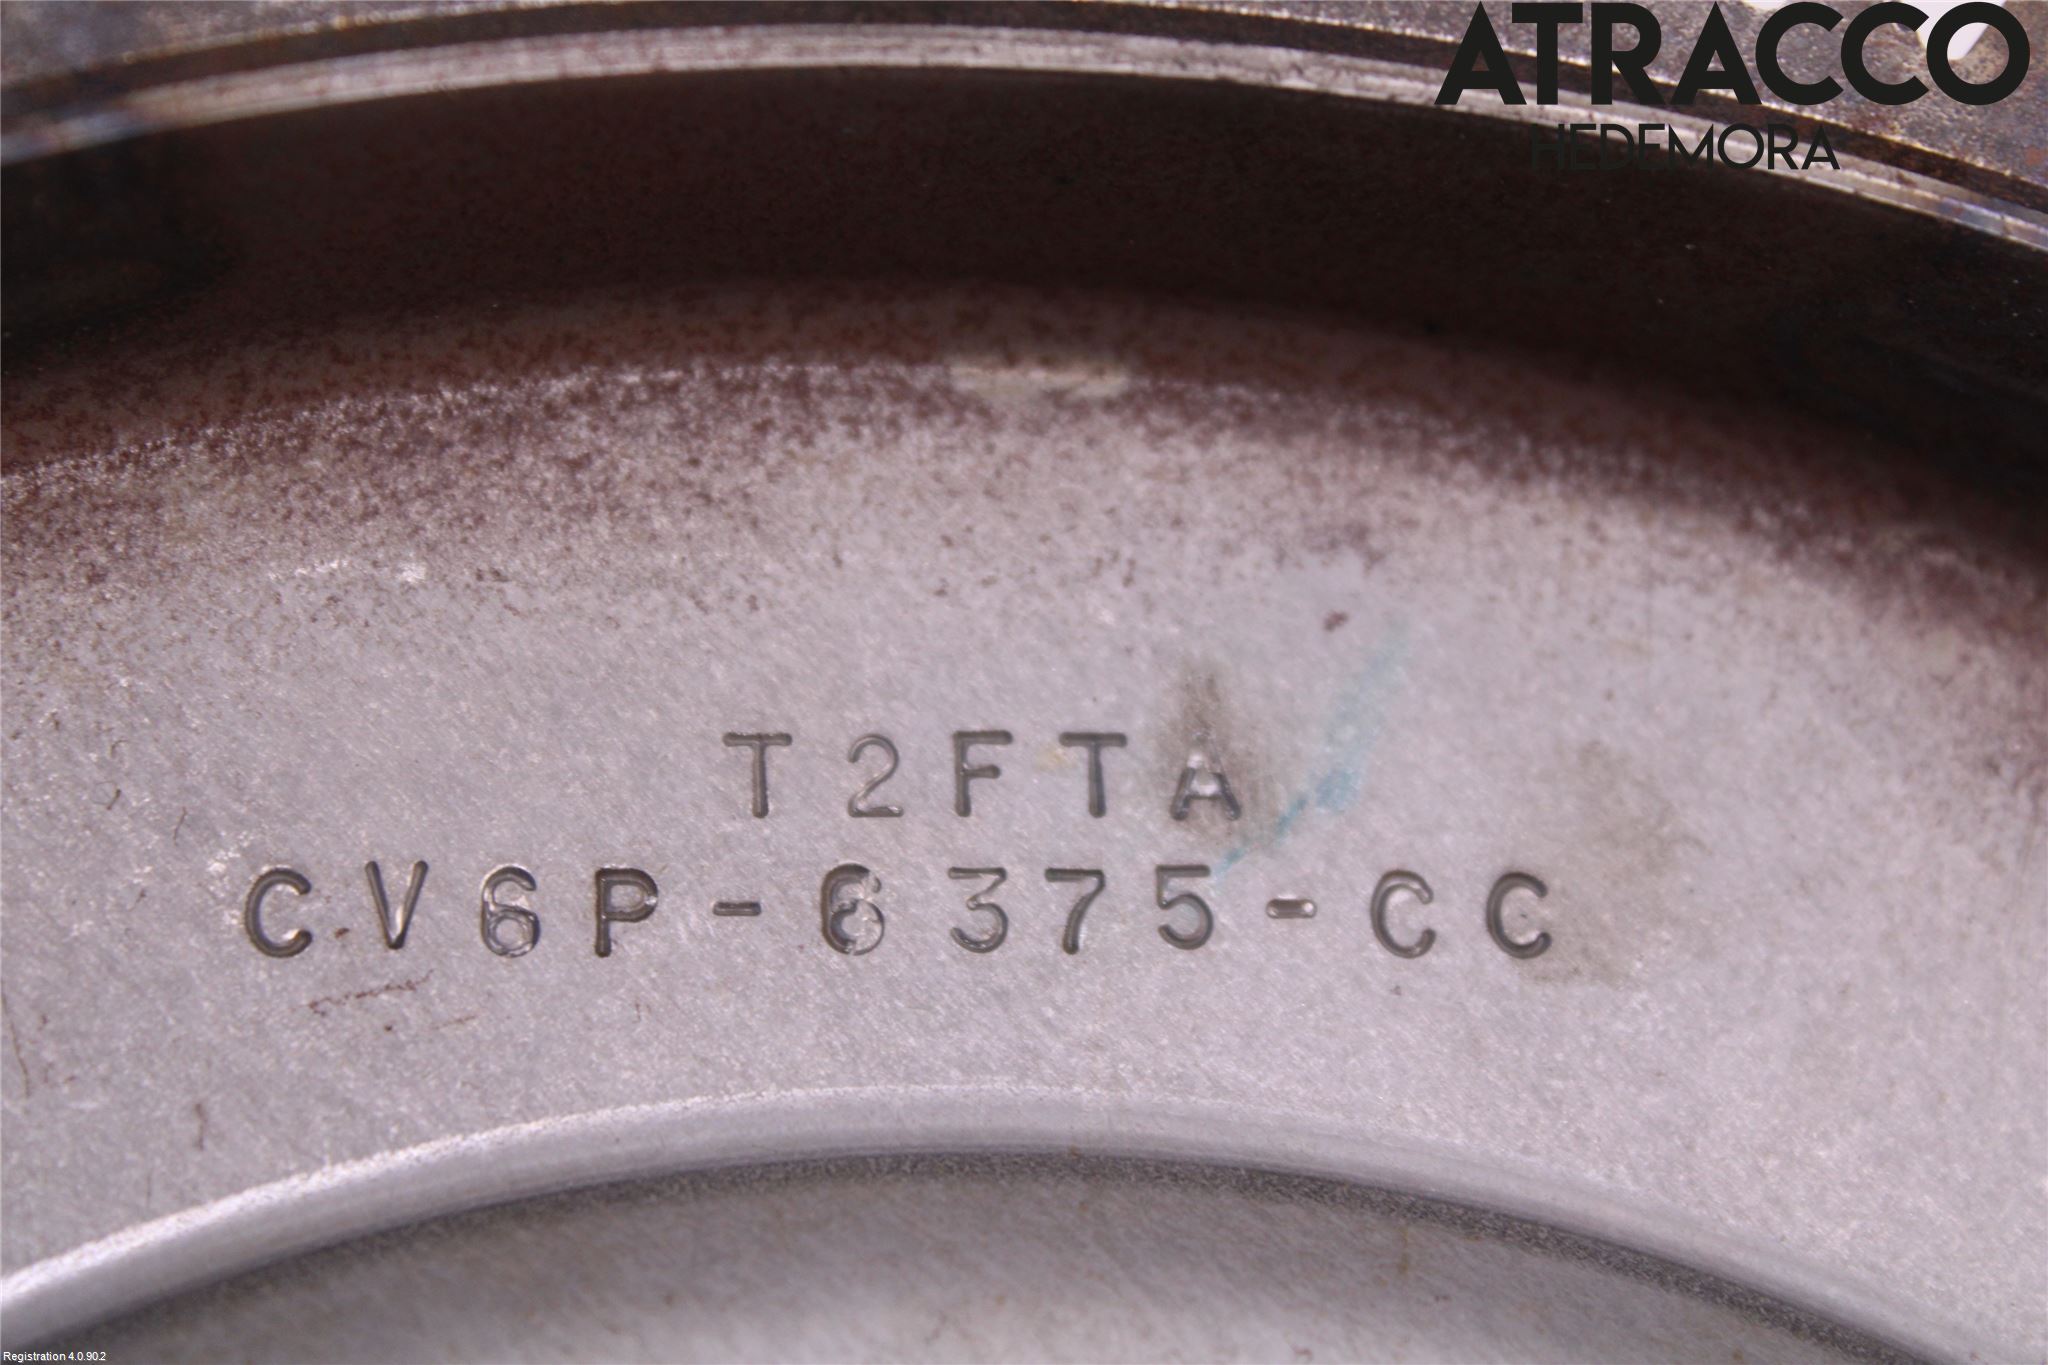 ATRACCO
HEDEMORA
T2FTA
CV6P-6375-CC
Registration 4.0.90.2